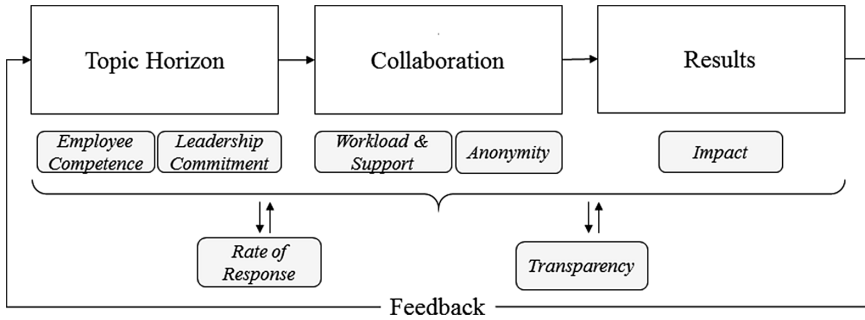 Topic Horizon
Collaboration
Results
Employee
Competence
Leadership
Commitment
Workload &
Support
Anonymity
Impact
Rate of
Response
Transparency
Feedback